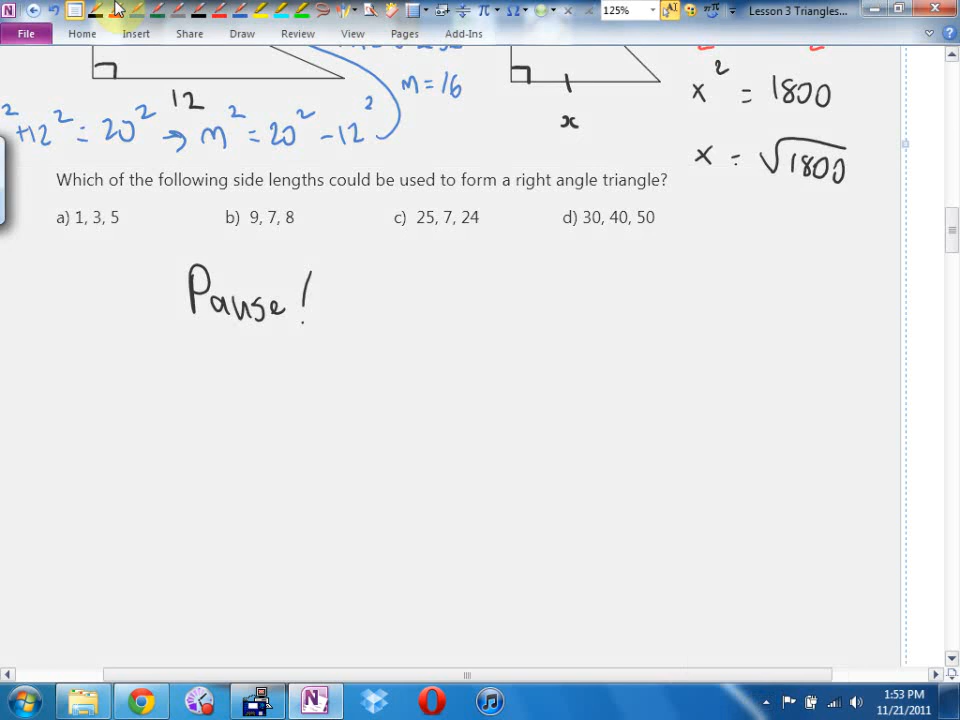 125%
Lesson 3 Triangles...
File Home Insert Share Draw Review View Pages Add-Ins
m = 16
12
x
x² = 1800
² +12² = 20² → m² = 20² - 12²
x = √1800
Which of the following side lengths could be used to form a right angle triangle?
a) 1, 3, 5 b) 9, 7, 8 c) 25, 7, 24 d) 30, 40, 50
Pause!
1:53 PM
11/21/2011